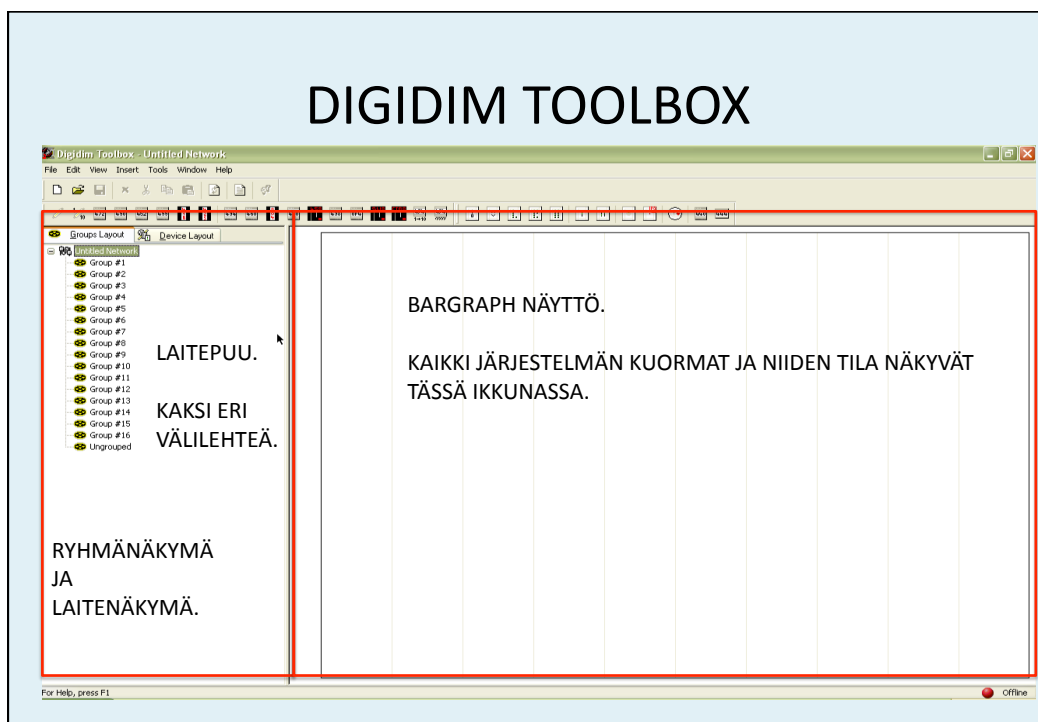 DIGIDIM TOOLBOX
Digidim Toolbox - Untitled Network
File Edit View Insert Tools Window Help
Groups Layout Device Layout
Untitled Network
Group #1
Group #2
Group #3
Group #4
Group #5
Group #6
Group #7
Group #8
Group #9
Group #10
Group #11
Group #12
Group #13
Group #14
Group #15
Group #16
Ungrouped
LAITEPUU.
KAKSI ERI
VÄLILEHTEÄ.
RYHMÄNÄKYMÄ
JA
LAITENÄKYMÄ.
BARGRAPH NÄYTTÖ.
KAIKKI JÄRJESTELMÄN KUORMAT JA NIIDEN TILA NÄKYVÄT
TÄSSÄ IKKUNASSA.
For Help, press F1
Offline